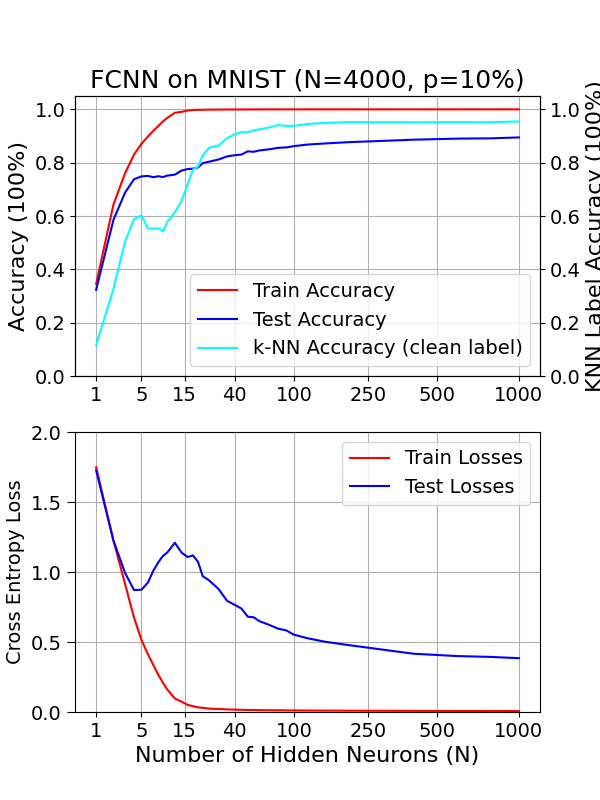 FCNN on MNIST (N=4000, p=10%)
Accuracy (100%)
1.0
0.8
0.6
0.4
0.2
0.0
1.0
0.8
0.6
0.4
0.2
0.0
KNN Label Accuracy (100%)
Train Accuracy
Test Accuracy
k-NN Accuracy (clean label)
1 5 15 40 100 250 500 1000
Cross Entropy Loss
2.0
1.5
1.0
0.5
0.0
Train Losses
Test Losses
1 5 15 40 100 250 500 1000
Number of Hidden Neurons (N)